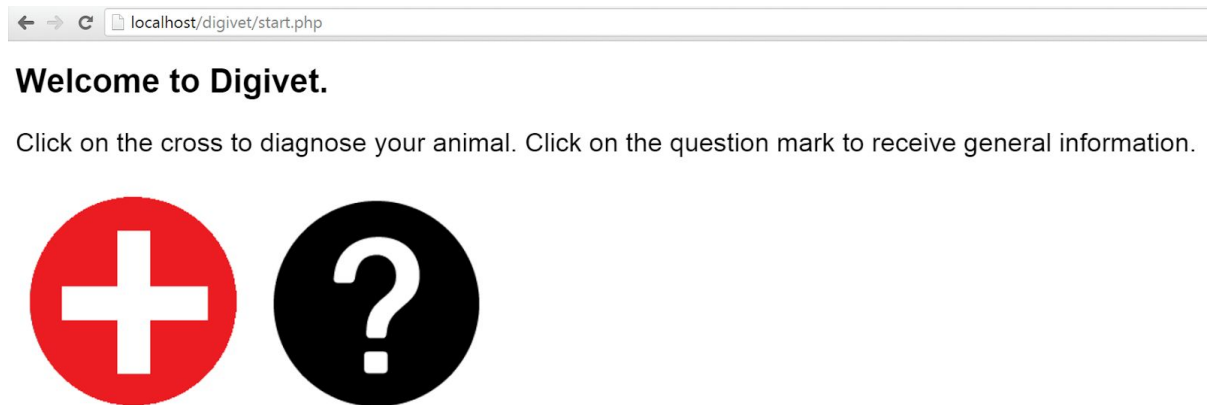 localhost/digivet/start.php
Welcome to Digivet.
Click on the cross to diagnose your animal. Click on the question mark to receive general information.
?